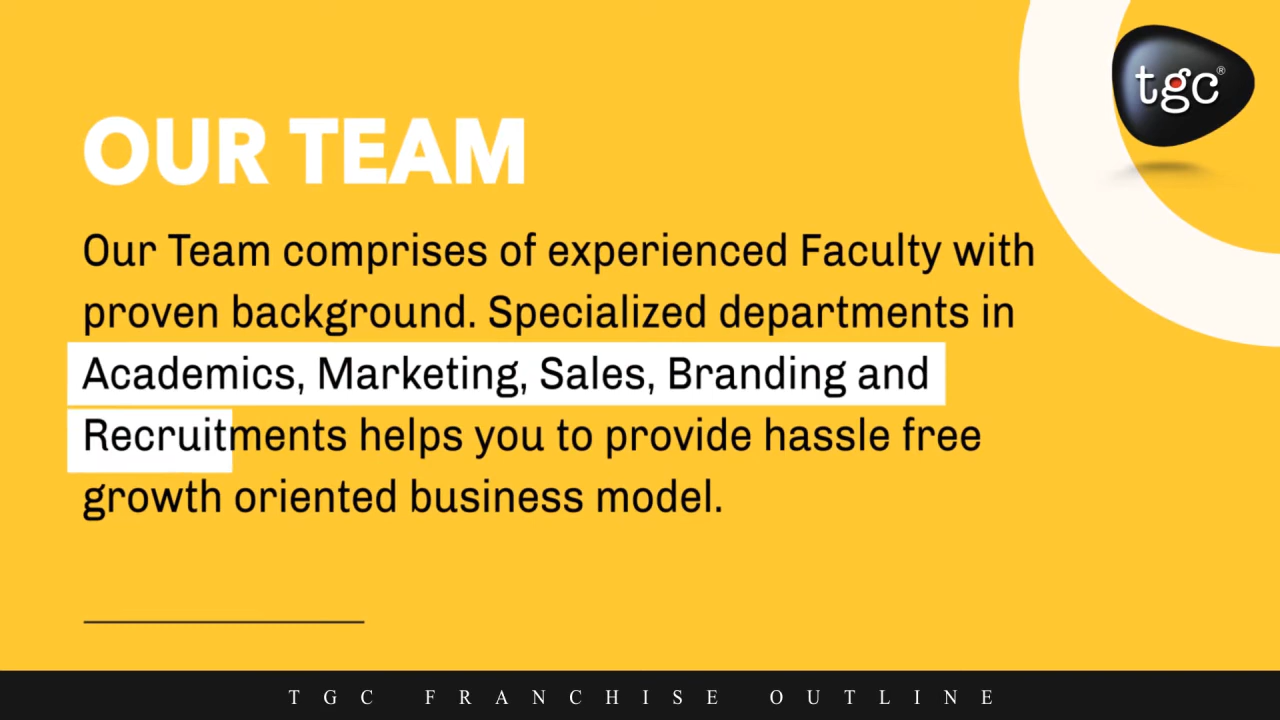 tgc®
OUR TEAM
Our Team comprises of experienced Faculty with
proven background. Specialized departments in
Academics, Marketing, Sales, Branding and
Recruitments helps you to provide hassle free
growth oriented business model.
TGC FRANCHISE OUTLINE